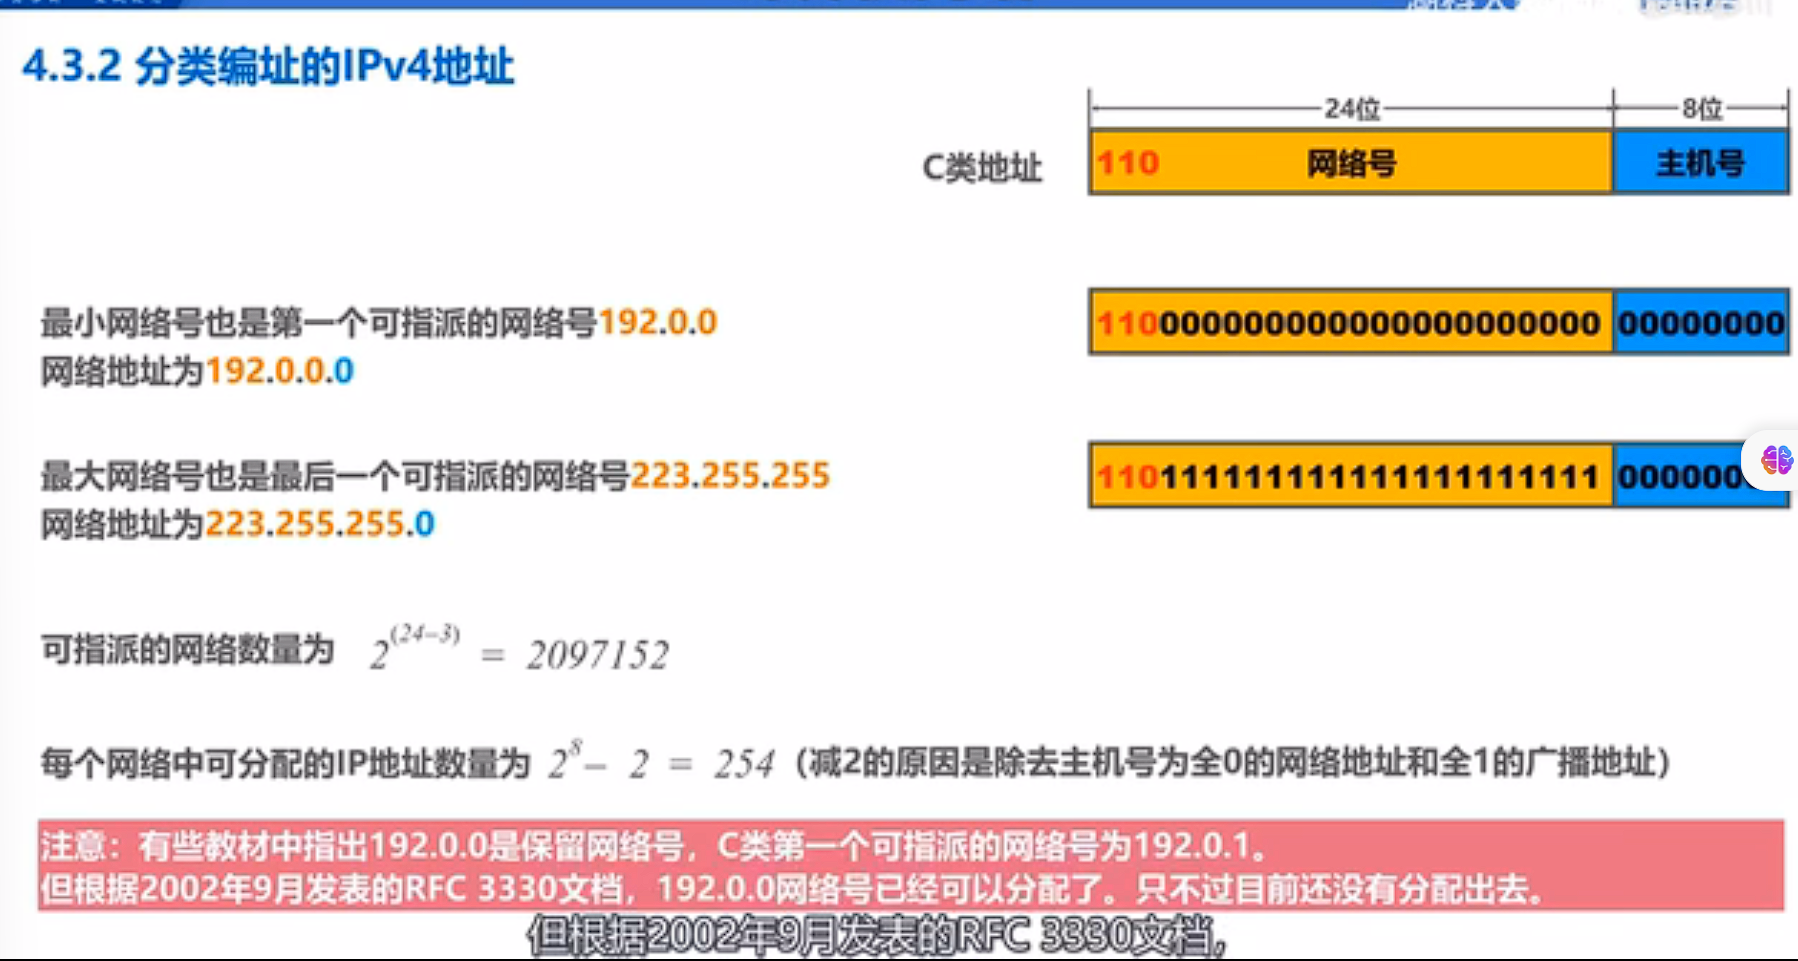 4.3.2 分类编址的IPv4地址
24位 8位
C类地址 110 网络号 主机号
最小网络号也是第一个可指派的网络号192.0.0
网络地址为192.0.0.0
110000000000000000000000 00000000
最大网络号也是最后一个可指派的网络号223.255.255
网络地址为223.255.255.0
110111111111111111111111 000000
可指派的网络数量为 2^(24-3) = 2097152
每个网络中可分配的IP地址数量为 2^8 - 2 = 254（减2的原因是除去主机号为全0的网络地址和全1的广播地址）
注意：有些教材中指出192.0.0是保留网络号，C类第一个可指派的网络号为192.0.1。
但根据2002年9月发表的RFC 3330文档，192.0.0网络号已经可以分配了。只不过目前还没有分配出去。
但根据2002年9月发表的RFC 3330文档，